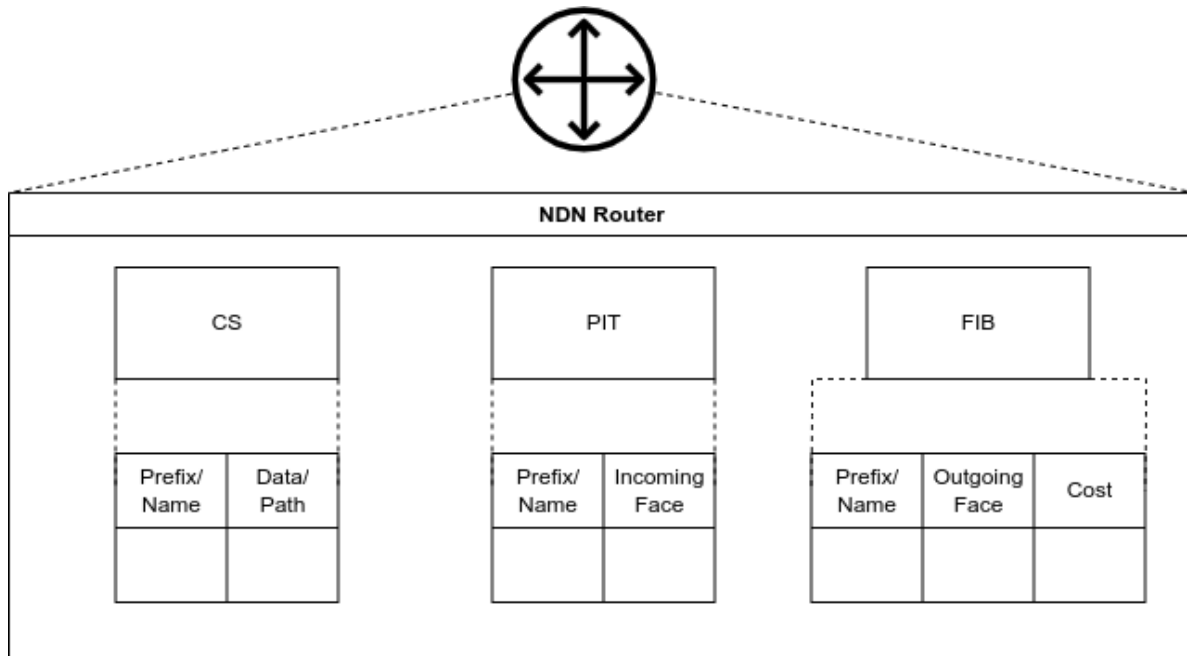 NDN Router
CS
PIT
FIB
Prefix/
Name
Data/
Path
Prefix/
Name
Incoming
Face
Prefix/
Name
Outgoing
Face
Cost